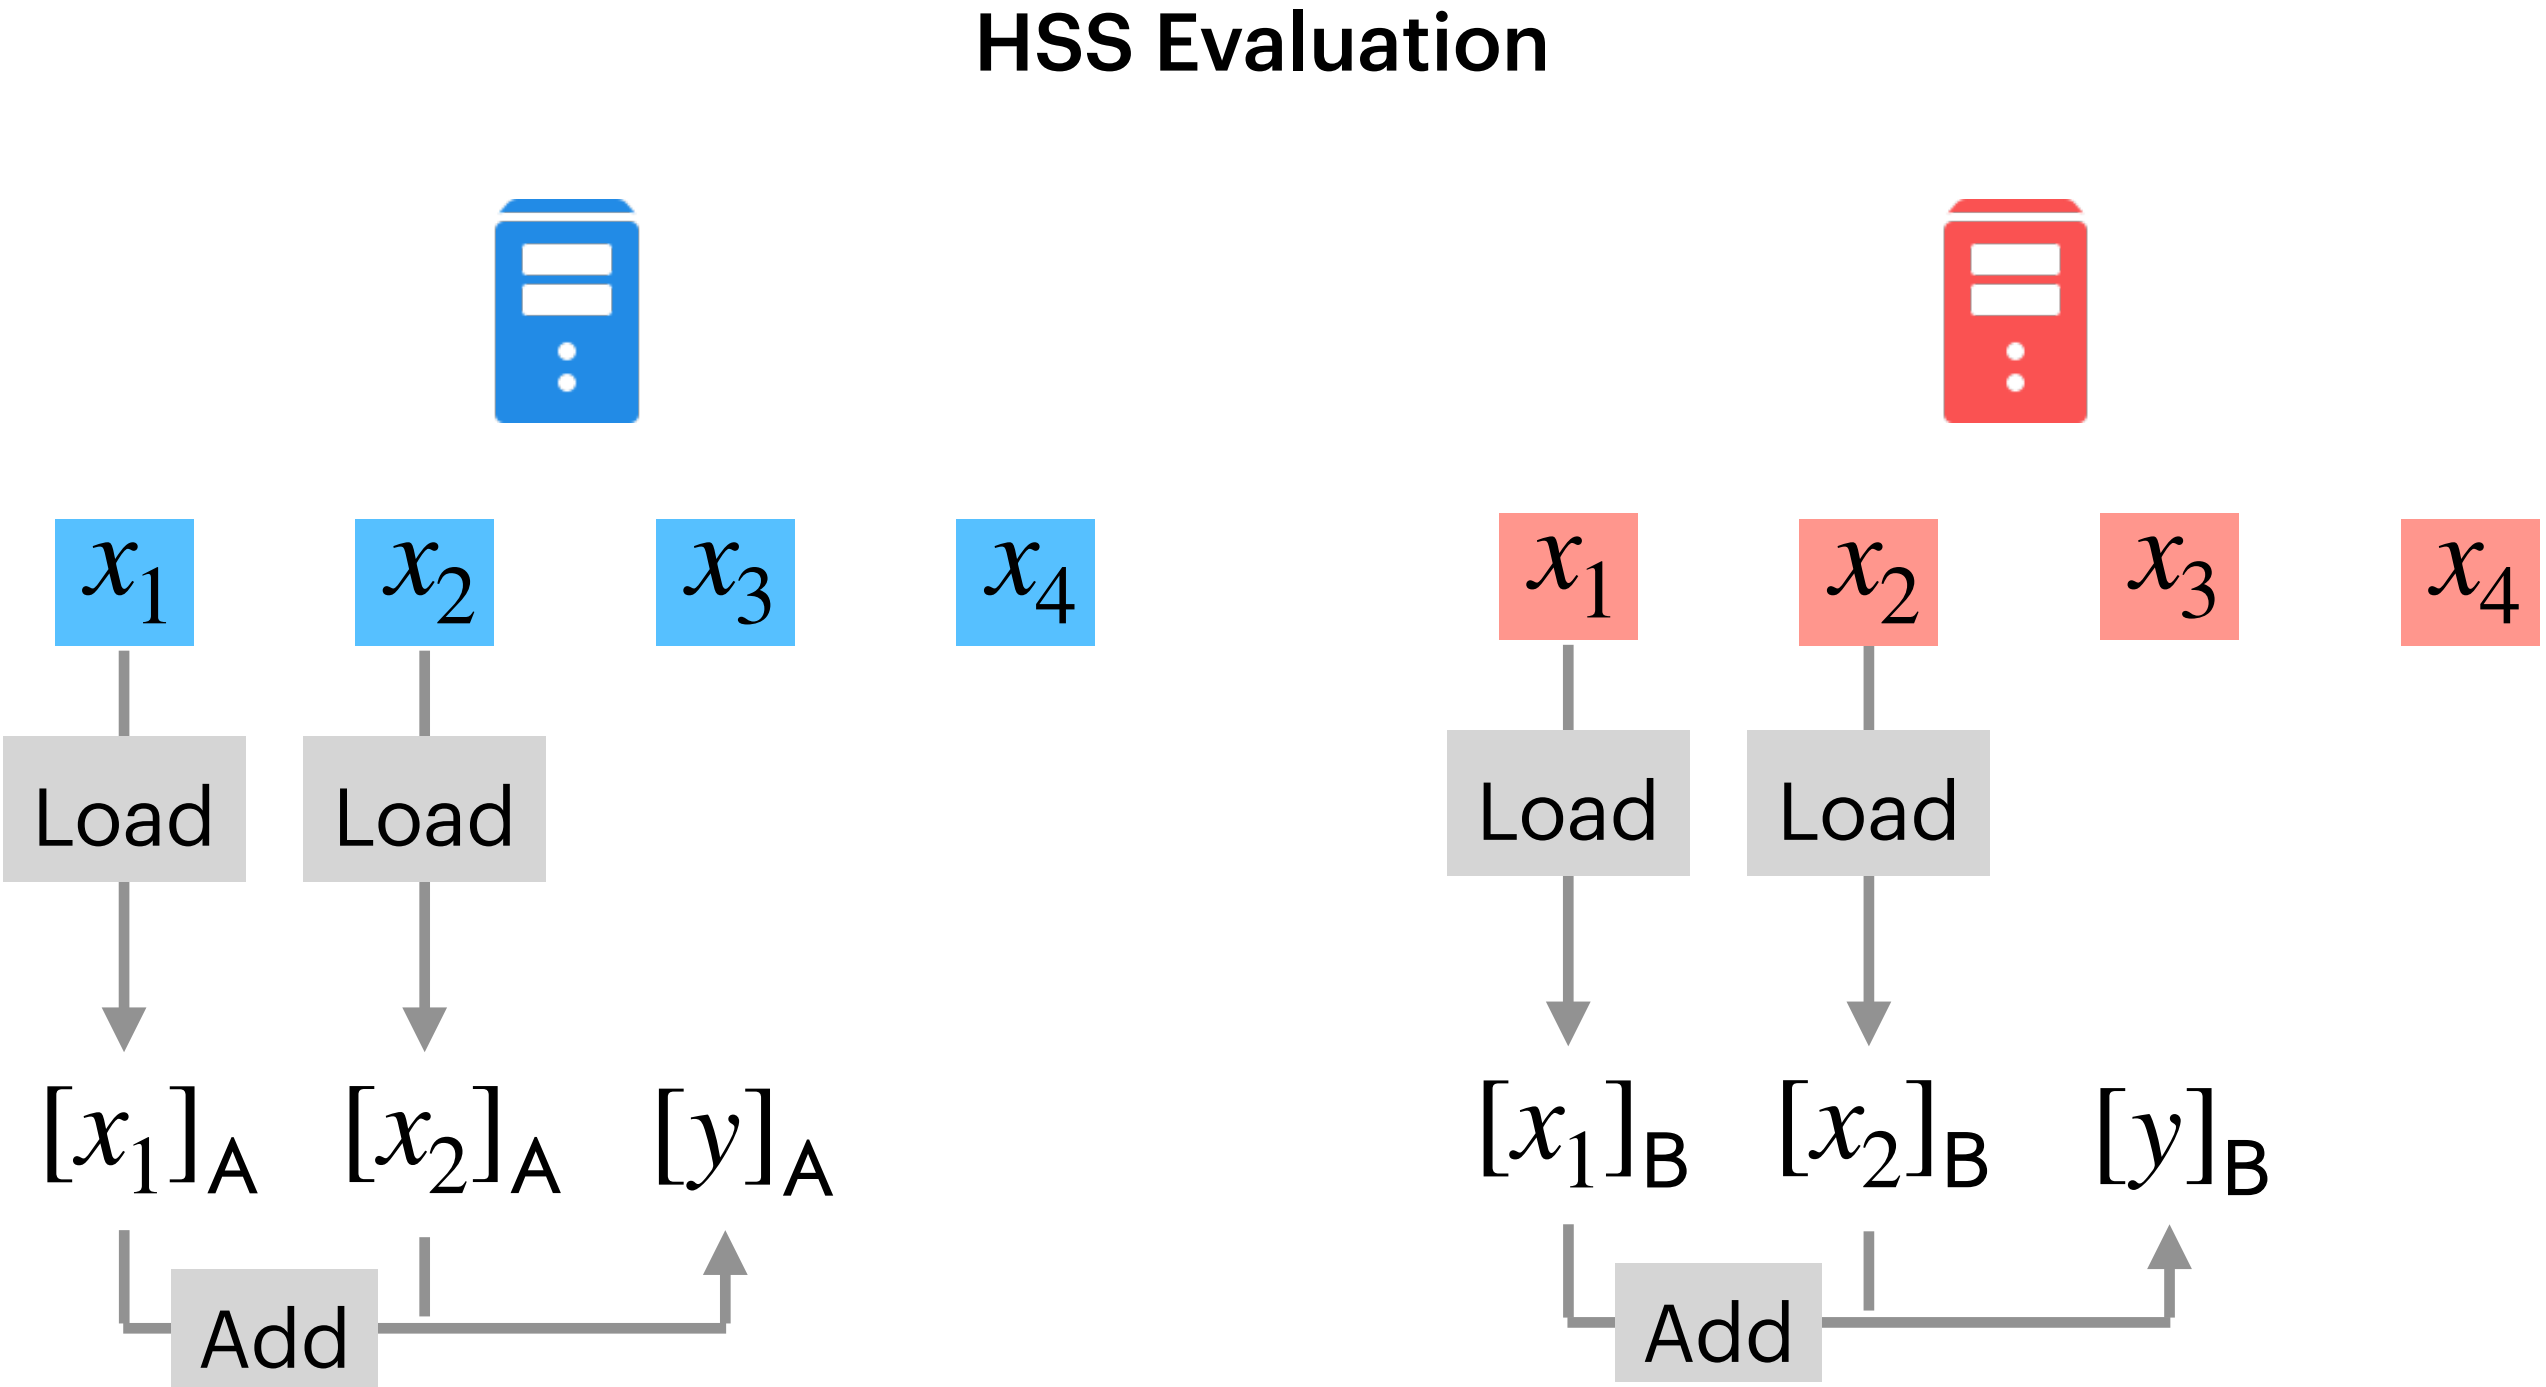 HSS Evaluation
x1 x2 x3 x4 x1 x2 x3 x4
Load Load Load Load
[x1]A [x2]A [y]A [x1]B [x2]B [y]B
Add Add